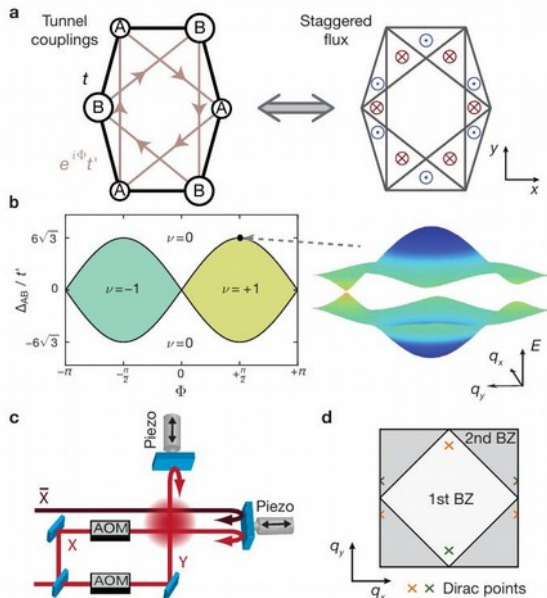 a
Tunnel
couplings
Staggered
flux
A
B
t
B
A
e^{iΦ}t'
A
B
y
x
b
Δ_AB / t'
6√3
0
−6√3
ν=0
ν=−1
ν=+1
ν=0
−π
−π/2
0
+π/2
+π
Φ
q_x
E
q_y
c
Piezo
X̄
Piezo
AOM
X
Y
AOM
d
2nd BZ
1st BZ
q_y
q_x
× × Dirac points